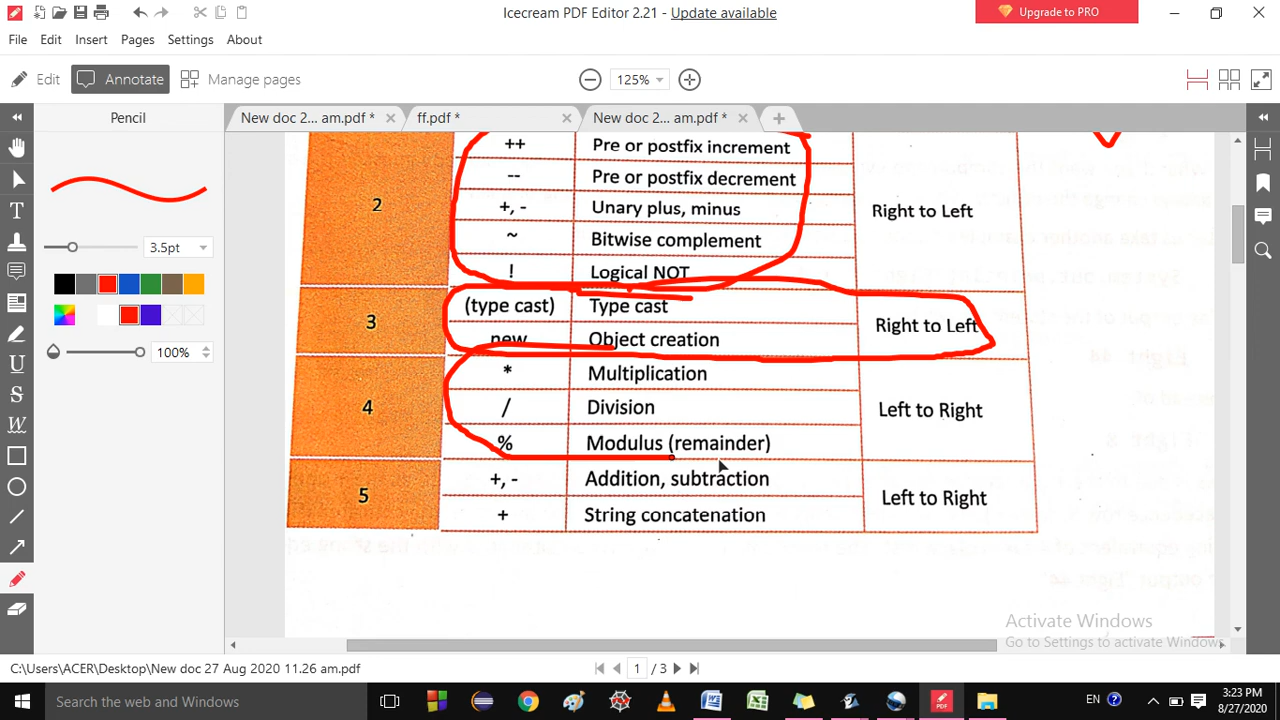 Icecream PDF Editor 2.21 - Update available
Upgrade to PRO
File Edit Insert Pages Settings About
Edit Annotate Manage pages 125%
Pencil
New doc 2... am.pdf *
ff.pdf *
New doc 2... am.pdf *
3.5pt
100%
2
++ Pre or postfix increment
-- Pre or postfix decrement
+, - Unary plus, minus
~ Bitwise complement
! Logical NOT
Right to Left
3
(type cast) Type cast
new Object creation
Right to Left
4
* Multiplication
/ Division
% Modulus (remainder)
Left to Right
5
+, - Addition, subtraction
+ String concatenation
Left to Right
Activate Windows
Go to Settings to activate Windows.
C:\Users\ACER\Desktop\New doc 27 Aug 2020 11.26 am.pdf
1 / 3
Search the web and Windows
EN
3:23 PM
8/27/2020